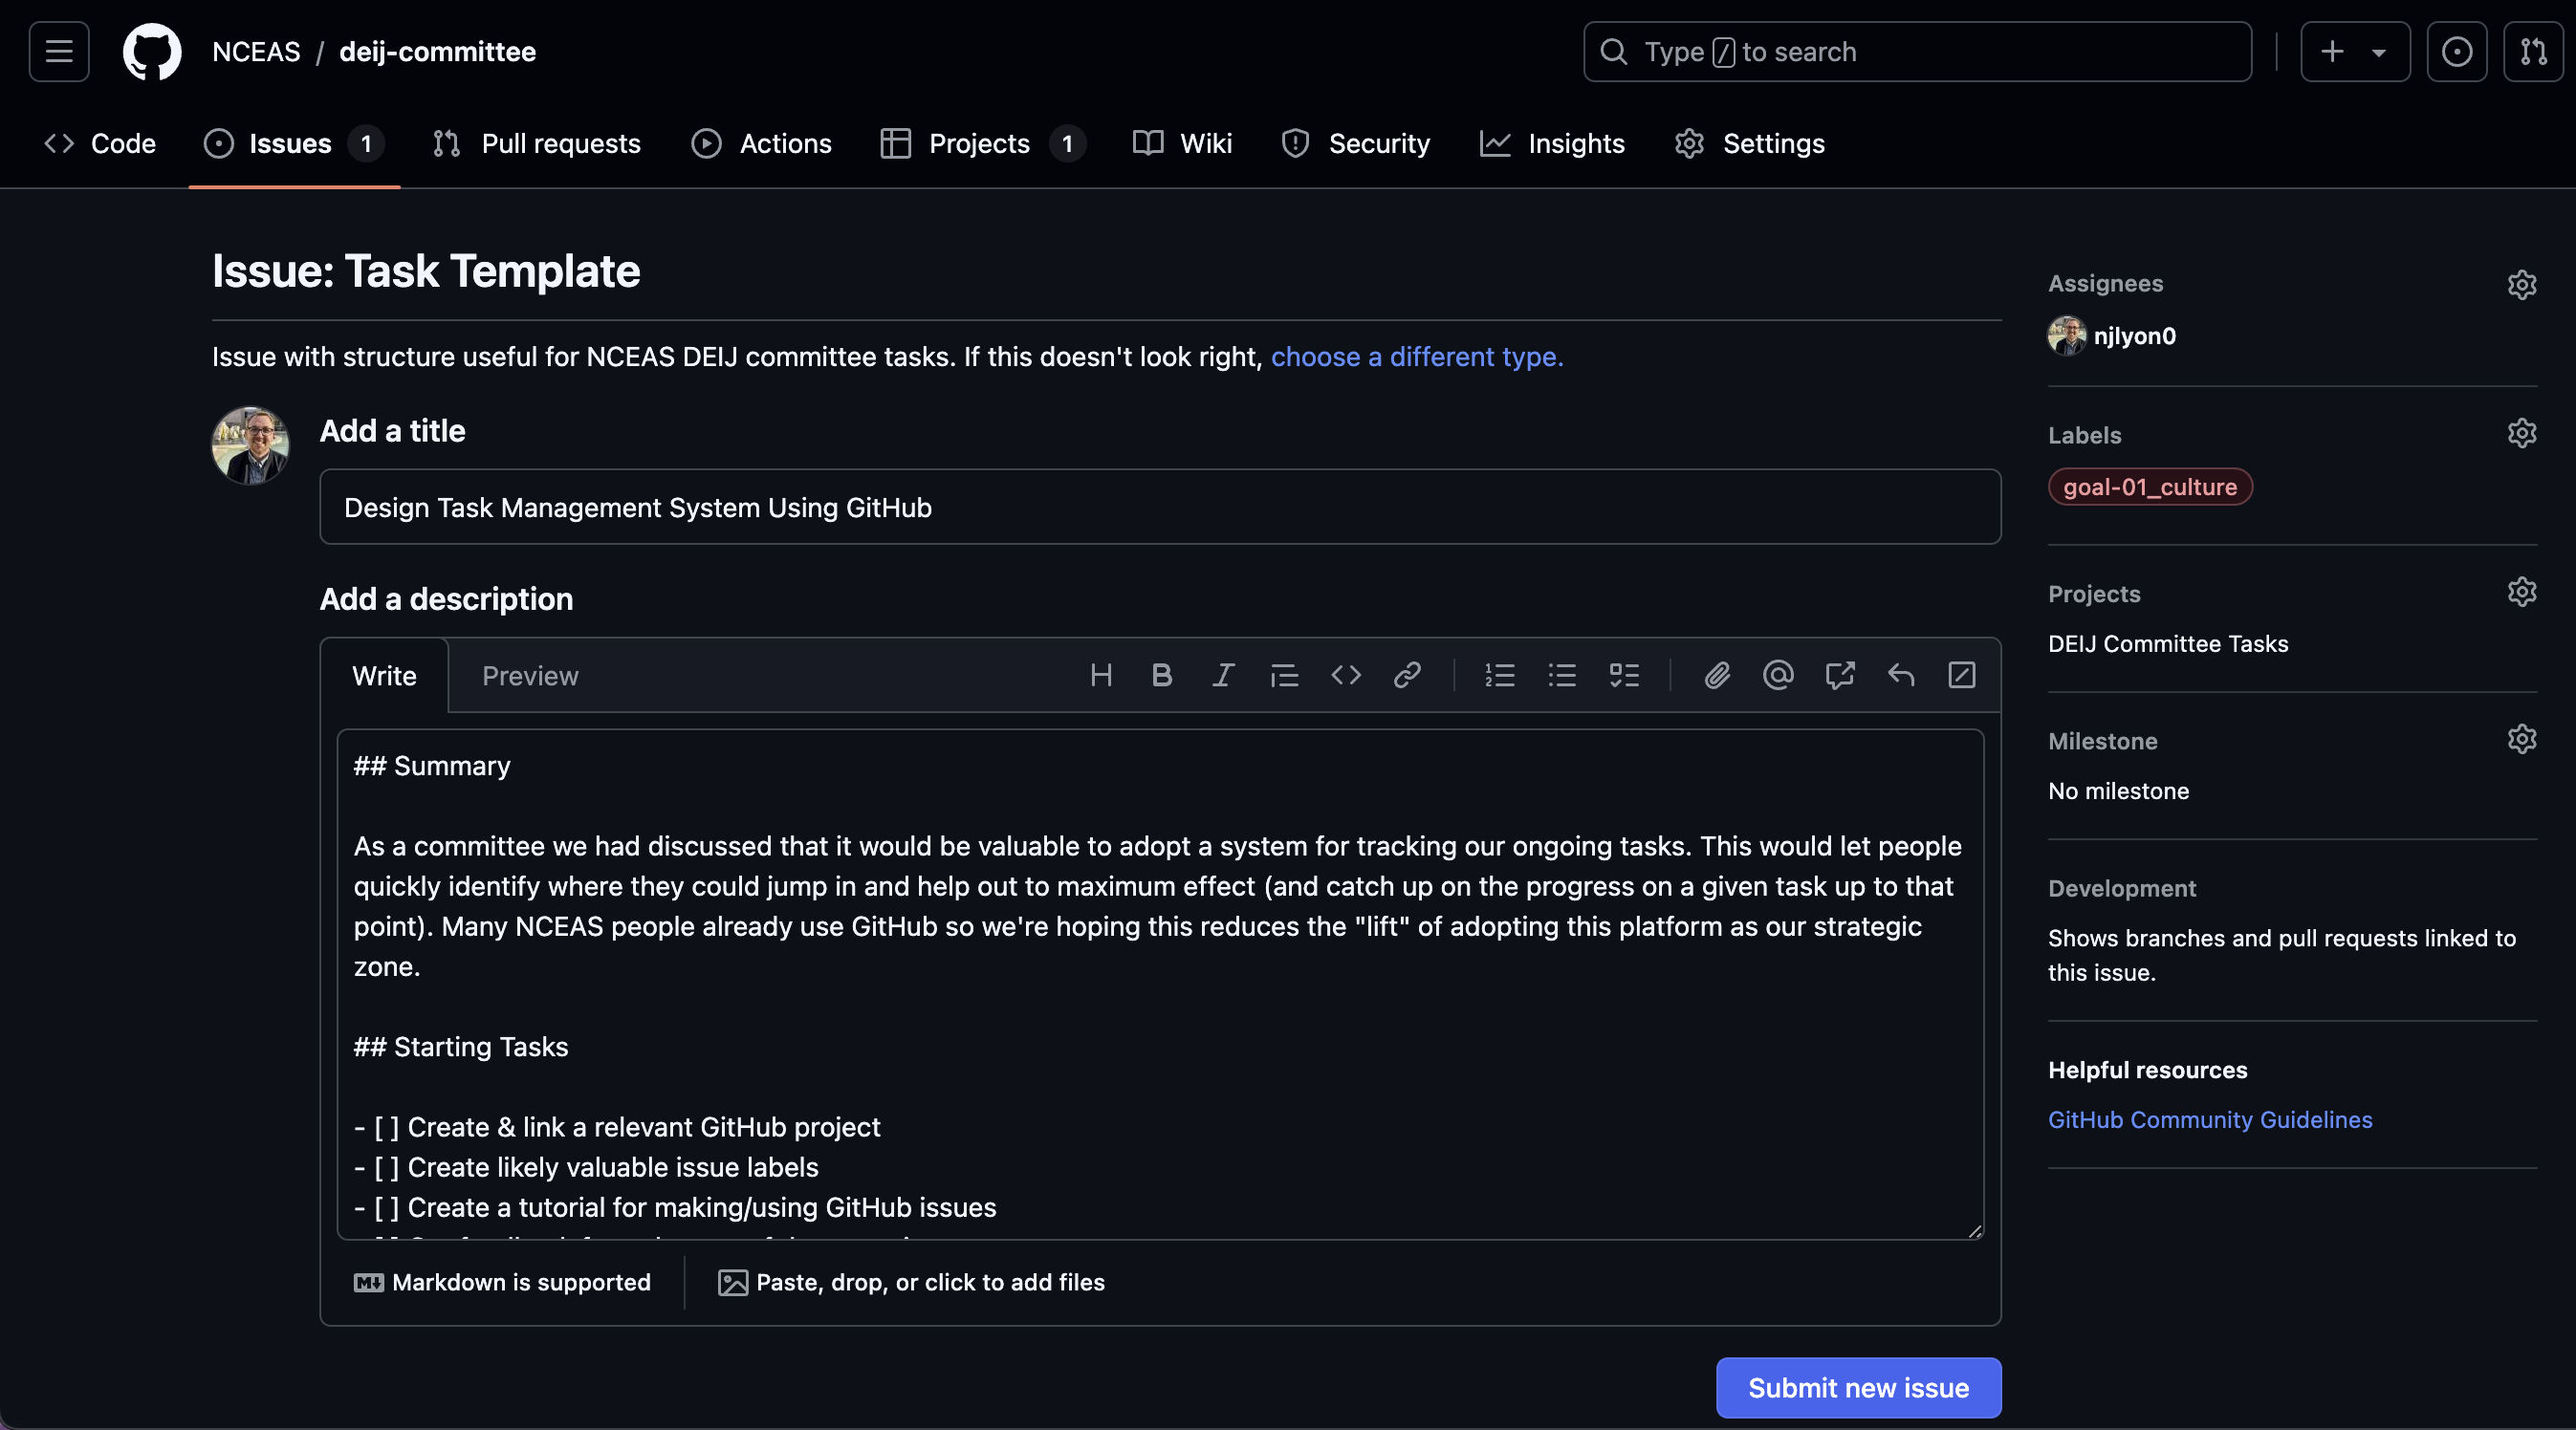 NCEAS / deij-committee
Type / to search
Code
Issues 1
Pull requests
Actions
Projects 1
Wiki
Security
Insights
Settings
Issue: Task Template
Issue with structure useful for NCEAS DEIJ committee tasks. If this doesn't look right, choose a different type.
Add a title
Design Task Management System Using GitHub
Add a description
Write
Preview
## Summary
As a committee we had discussed that it would be valuable to adopt a system for tracking our ongoing tasks. This would let people
quickly identify where they could jump in and help out to maximum effect (and catch up on the progress on a given task up to that
point). Many NCEAS people already use GitHub so we're hoping this reduces the "lift" of adopting this platform as our strategic
zone.
## Starting Tasks
- [ ] Create & link a relevant GitHub project
- [ ] Create likely valuable issue labels
- [ ] Create a tutorial for making/using GitHub issues
Markdown is supported
Paste, drop, or click to add files
Submit new issue
Assignees
njlyon0
Labels
goal-01_culture
Projects
DEIJ Committee Tasks
Milestone
No milestone
Development
Shows branches and pull requests linked to
this issue.
Helpful resources
GitHub Community Guidelines